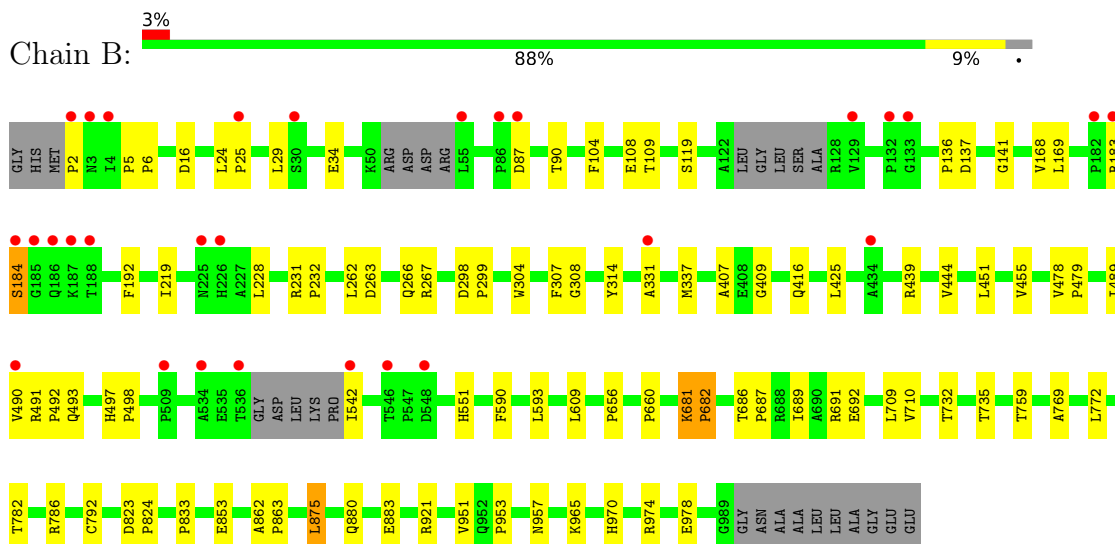 3%
Chain B:
88% 9% •
GLY HIS MET P2 N3 I4 P5 P6 D16 L24 P25 L29 S30 E34 K50 ARG ASP ASP ARG L55 P86 D87 T90 F104 E108 T109 S119 A122 LEU GLY LEU SER ALA R128 V129 P132 G133 P136 D137 G141 V168 L169 P182 R183
S184 G185 Q186 K187 T188 F192 I219 N225 H226 A227 L228 R231 P232 L262 D263 Q266 R267 D298 P299 W304 F307 G308 Y314 A331 M337 A407 E408 G409 Q416 L425 A434 R439 V444 L451 V455 V478 P479 I489
V490 R491 P492 Q493 H497 P498 P509 A534 E535 T536 GLY ASP LEU LYS PRO I542 T546 P547 D548 H551 F590 L593 L609 P656 P660 K681 P682 T686 P687 R688 I689 A690 R691 E692 L709 V710 T732 T735 T759 A769 L772
T782 R786 C792 D823 P824 P833 E853 A862 P863 L875 Q880 E883 R921 V951 Q952 P953 N957 K965 H970 R974 E978 G989 GLY ASN ALA ALA ALA LEU LEU ALA GLY GLU GLU